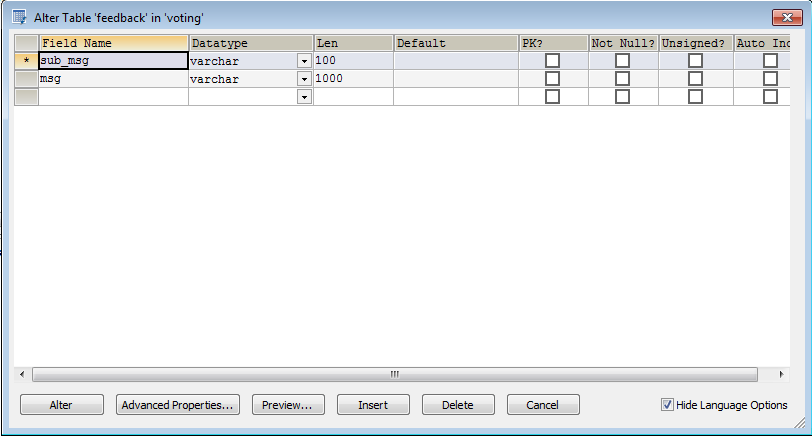 Alter Table 'feedback' in 'voting'
Field Name Datatype Len Default PK? Not Null? Unsigned? Auto Inc
* sub_msg varchar 100
msg varchar 1000
Alter Advanced Properties... Preview... Insert Delete Cancel Hide Language Options